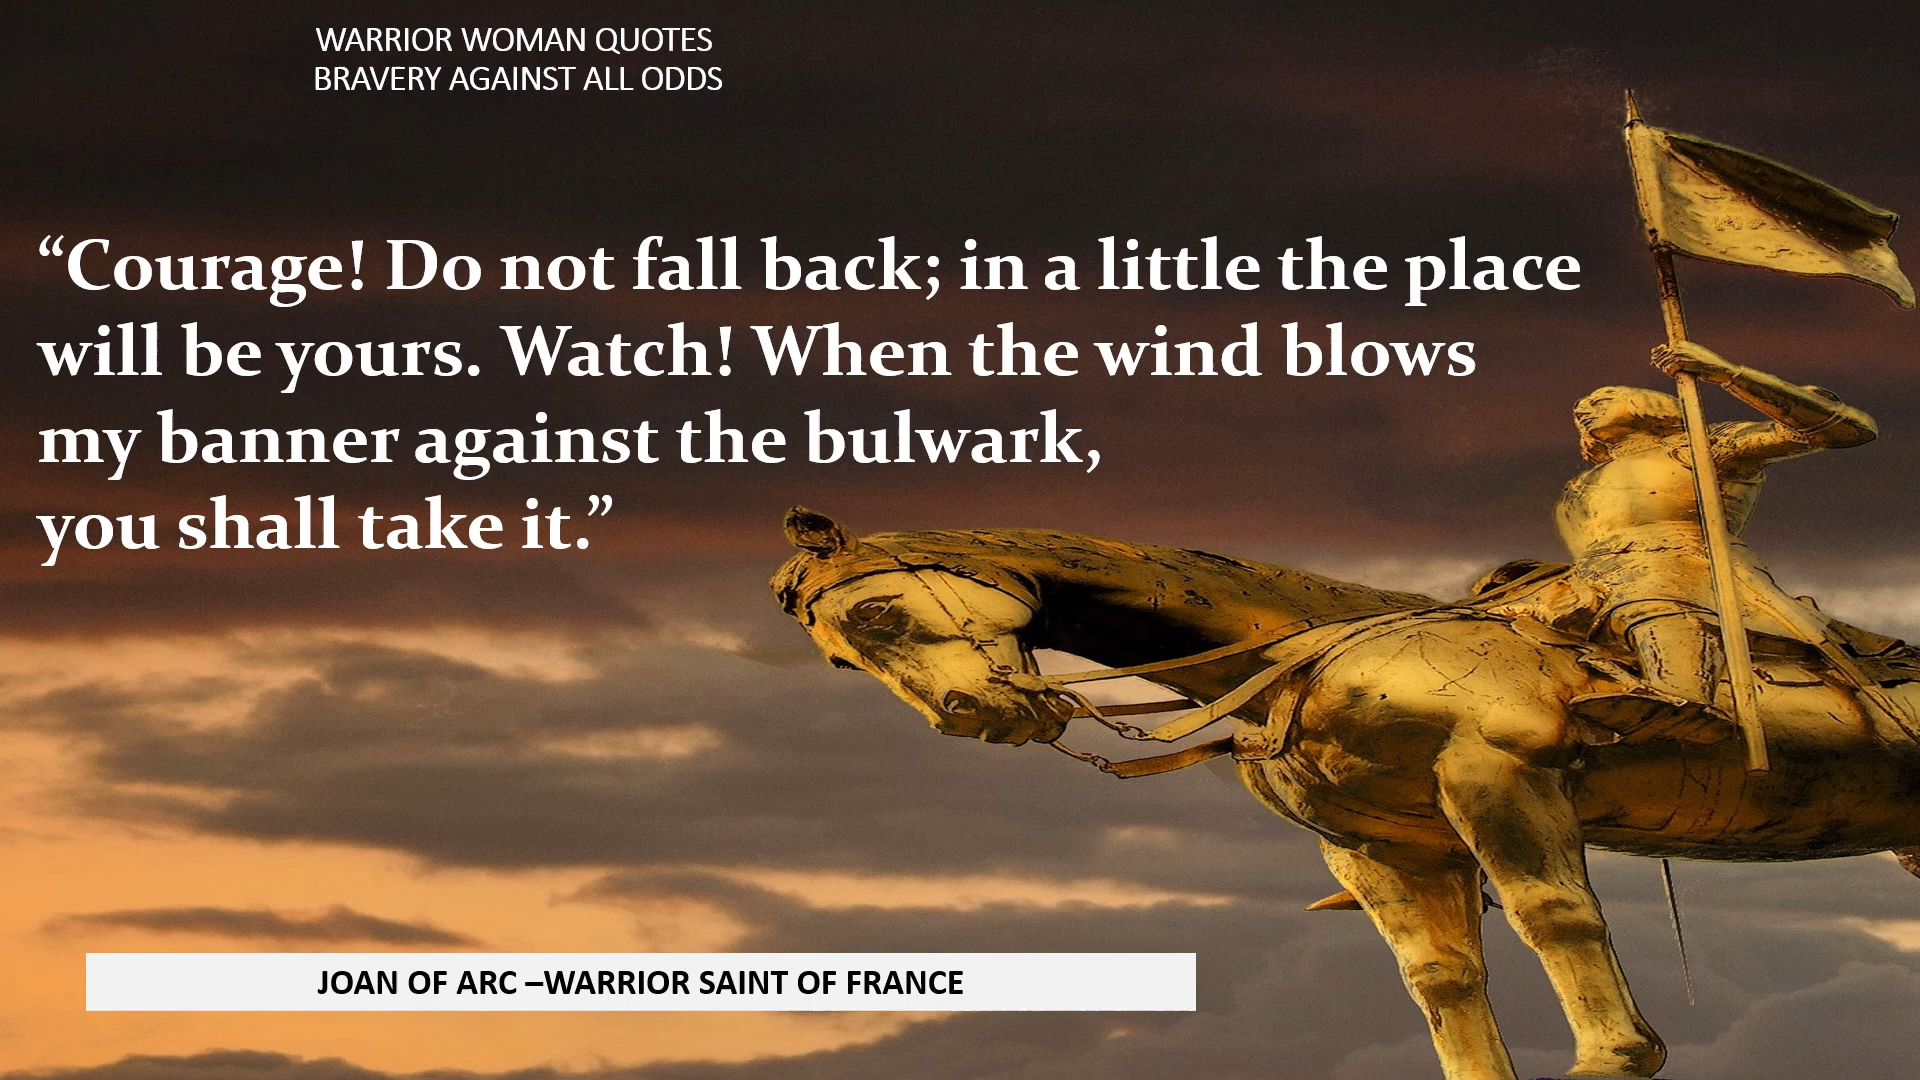 WARRIOR WOMAN QUOTES
BRAVERY AGAINST ALL ODDS
“Courage! Do not fall back; in a little the place
will be yours. Watch! When the wind blows
my banner against the bulwark,
you shall take it.”
JOAN OF ARC –WARRIOR SAINT OF FRANCE